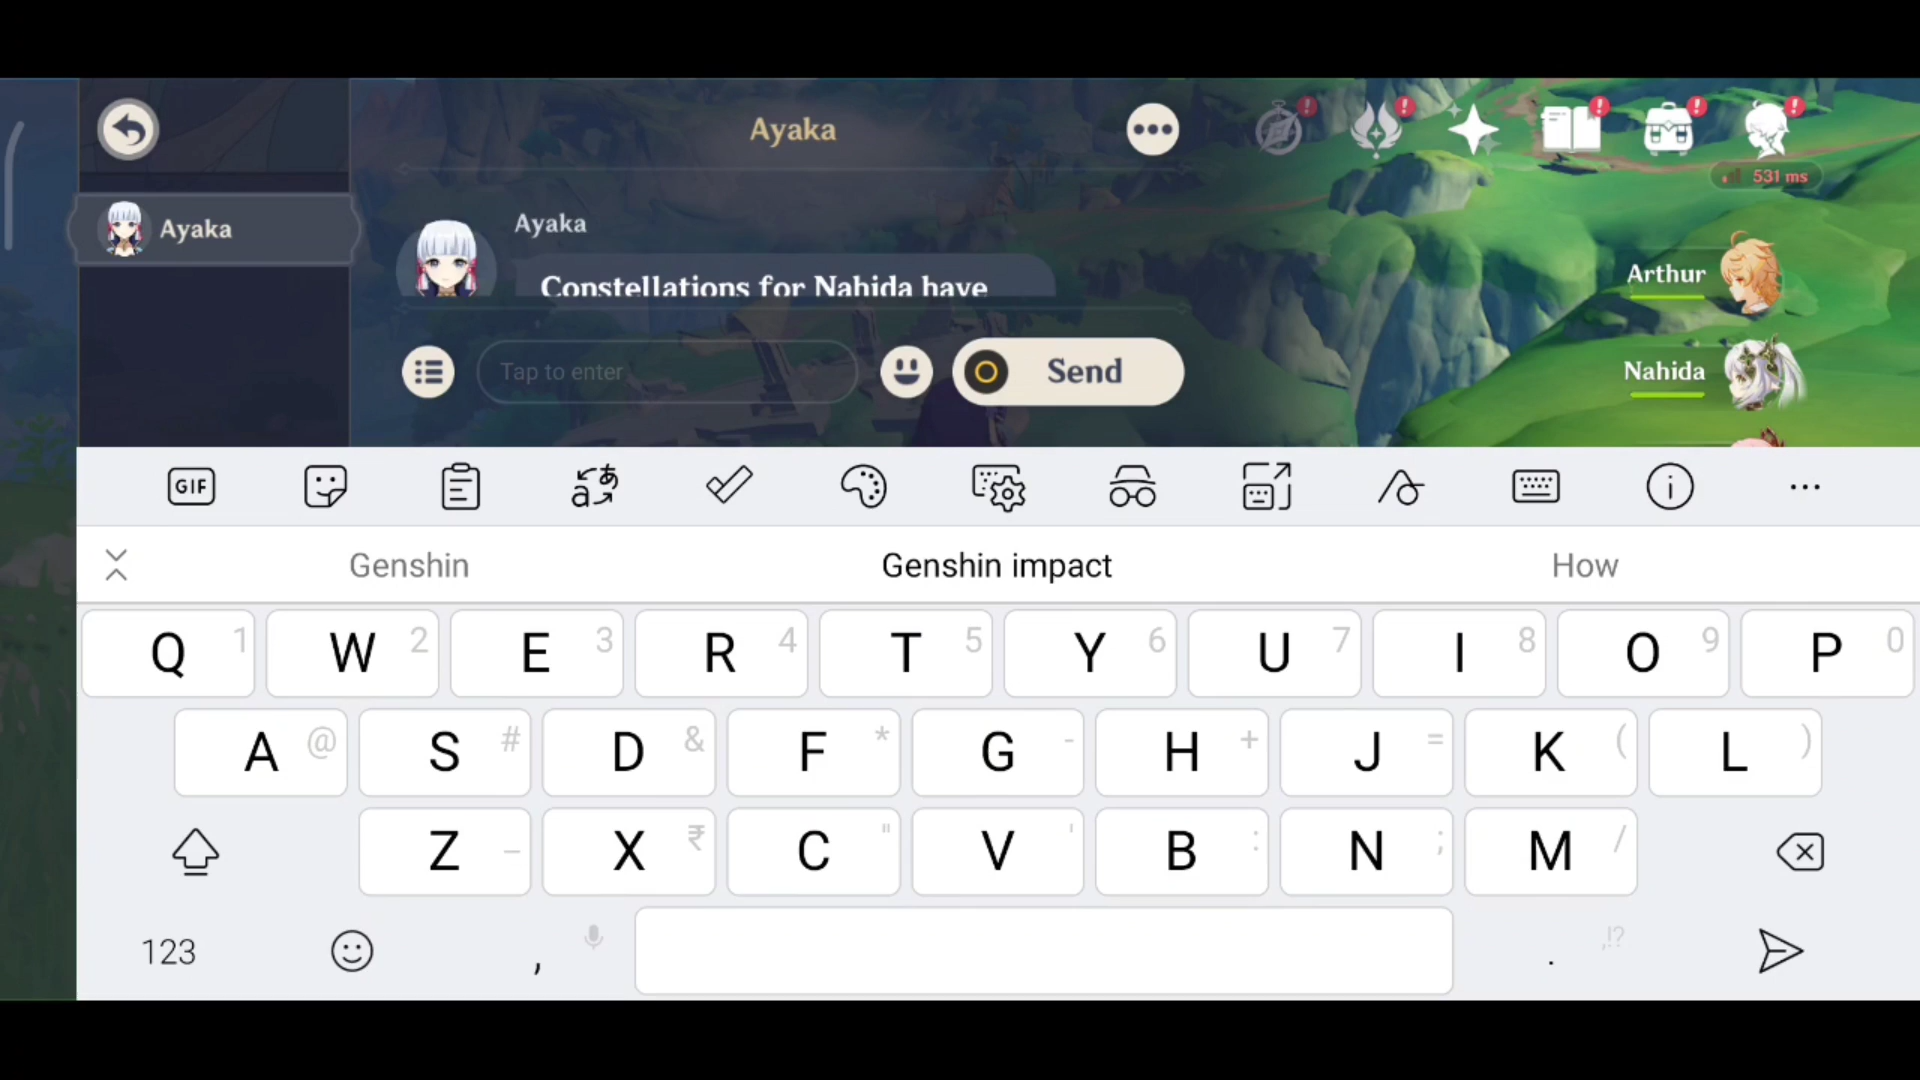 Ayaka
531 ms
Ayaka
Ayaka
Constellations for Nahida have
Arthur
Nahida
Tap to enter
Send
GIF
Genshin
Genshin impact
How
Q 1 W 2 E 3 R 4 T 5 Y 6 U 7 I 8 O 9 P 0
A @ S # D & F * G - H + J = K ( L )
Z _ X ₹ C " V ' B : N ; M /
123 , . ,!?